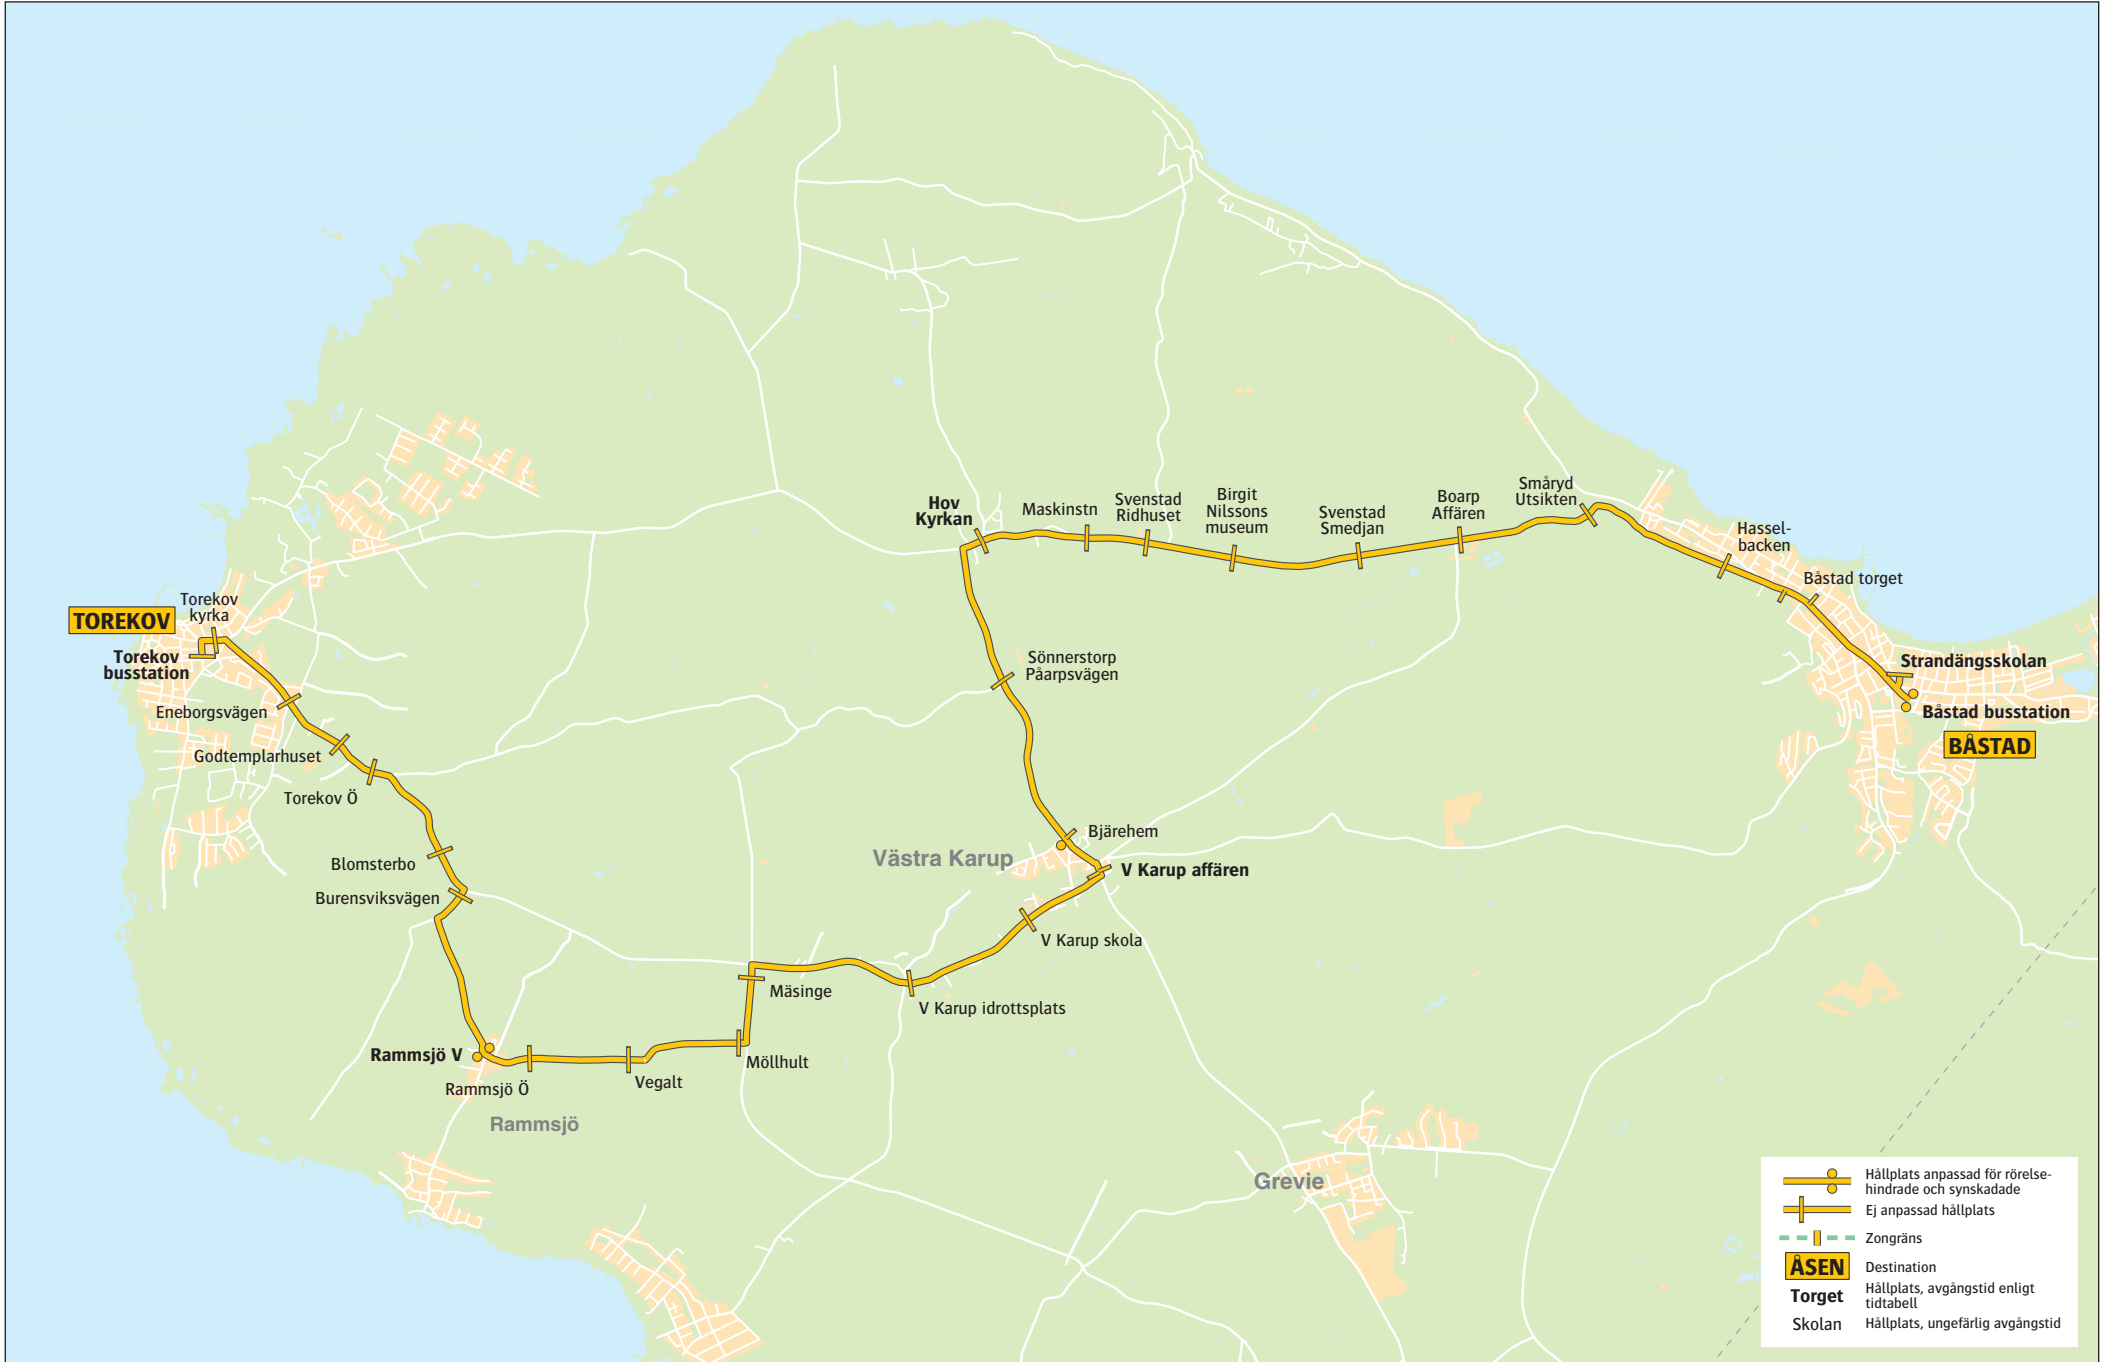 Hov
Kyrkan
Maskinstn
Svenstad
Ridhuset
Birgit
Nilssons
museum
Svenstad
Smedjan
Boarp
Affären
Småryd
Utsikten
Hassel-
backen
Båstad torget
Strandängsskolan
Båstad busstation
BÅSTAD
TOREKOV
Torekov
kyrka
Torekov
busstation
Eneborgsvägen
Godtemplarhuset
Torekov Ö
Blomsterbo
Burensviksvägen
Rammsjö V
Rammsjö Ö
Rammsjö
Vegalt
Möllhult
Mäsinge
V Karup idrottsplats
V Karup skola
V Karup affären
Västra Karup
Bjärehem
Sönnerstorp
Påarpsvägen
Grevie
Hållplats anpassad för rörelse-
hindrade och synskadade
Ej anpassad hållplats
Zongräns
ÅSEN Destination
Torget Hållplats, avgångstid enligt
tidtabell
Skolan Hållplats, ungefärlig avgångstid